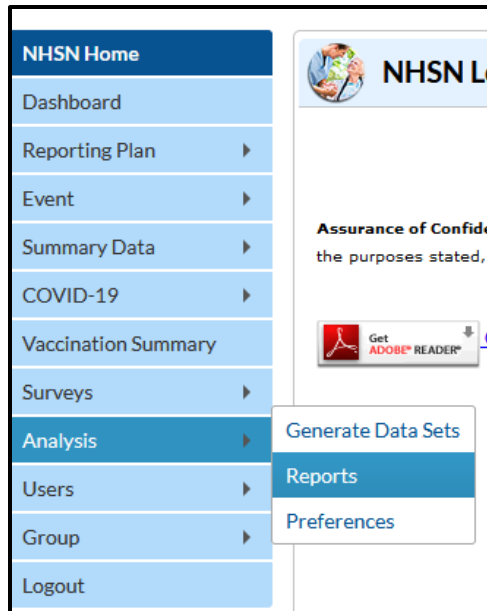 NHSN Home
Dashboard
Reporting Plan
Event
Summary Data
COVID-19
Vaccination Summary
Surveys
Analysis
Users
Group
Logout
Generate Data Sets
Reports
Preferences
NHSN L
Assurance of Confid
the purposes stated,
Get
ADOBE® READER®